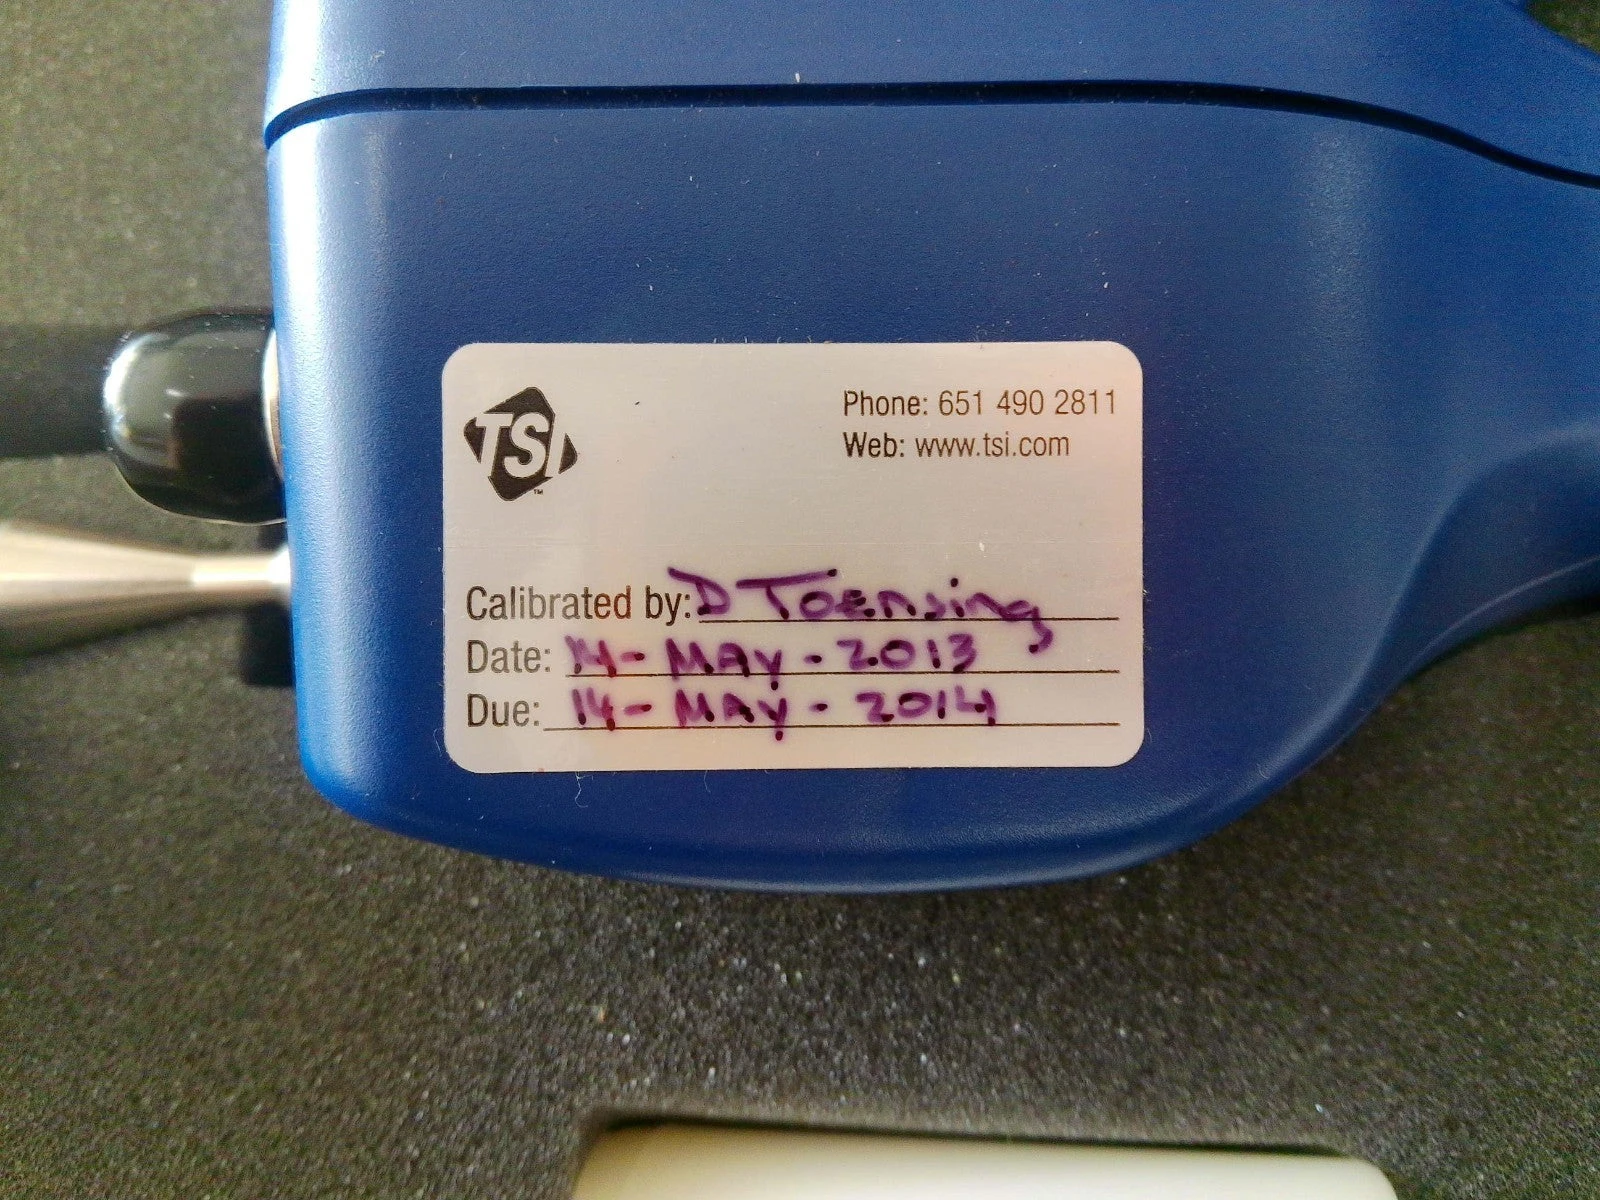 TSI™
Phone: 651 490 2811
Web: www.tsi.com
Calibrated by: D Toensing
Date: 14-MAY-2013
Due: 14-MAY-2014